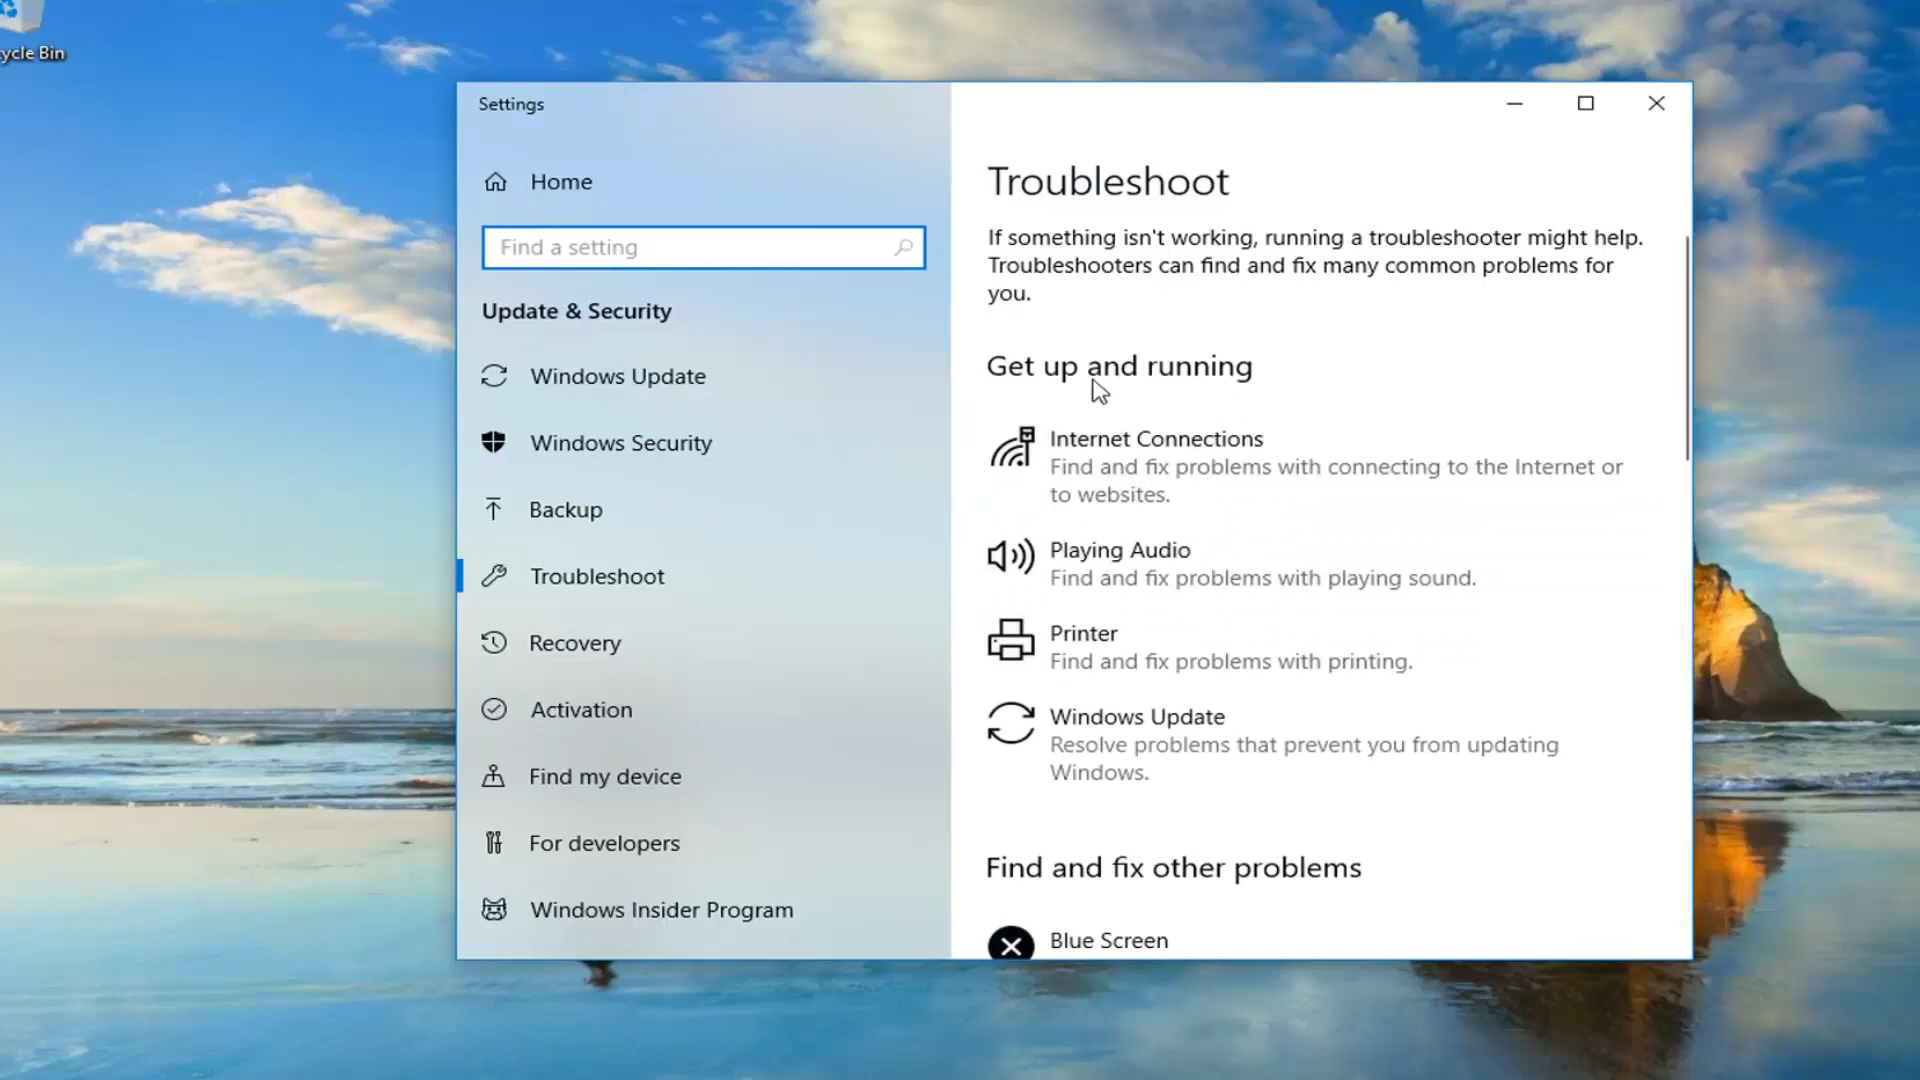 ycle Bin
Settings
Home
Find a setting
Update & Security
Windows Update
Windows Security
Backup
Troubleshoot
Recovery
Activation
Find my device
For developers
Windows Insider Program
Troubleshoot
If something isn't working, running a troubleshooter might help.
Troubleshooters can find and fix many common problems for
you.
Get up and running
Internet Connections
Find and fix problems with connecting to the Internet or
to websites.
Playing Audio
Find and fix problems with playing sound.
Printer
Find and fix problems with printing.
Windows Update
Resolve problems that prevent you from updating
Windows.
Find and fix other problems
Blue Screen